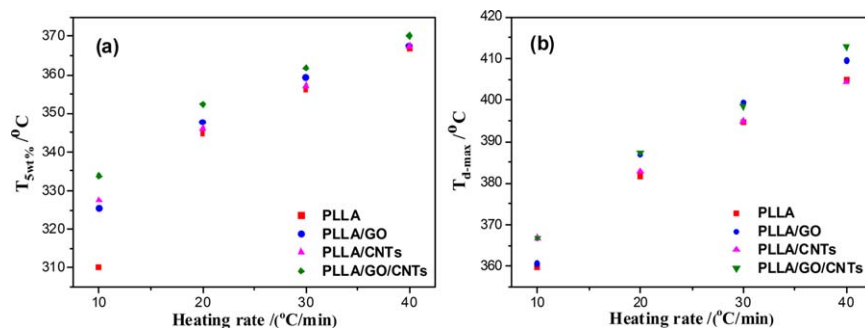 (a)
T5wt% /°C
370
360
350
340
330
320
310
PLLA
PLLA/GO
PLLA/CNTs
PLLA/GO/CNTs
10 20 30 40
Heating rate /(°C/min)
(b)
Td-max /°C
420
410
400
390
380
370
360
PLLA
PLLA/GO
PLLA/CNTs
PLLA/GO/CNTs
10 20 30 40
Heating rate /(°C/min)